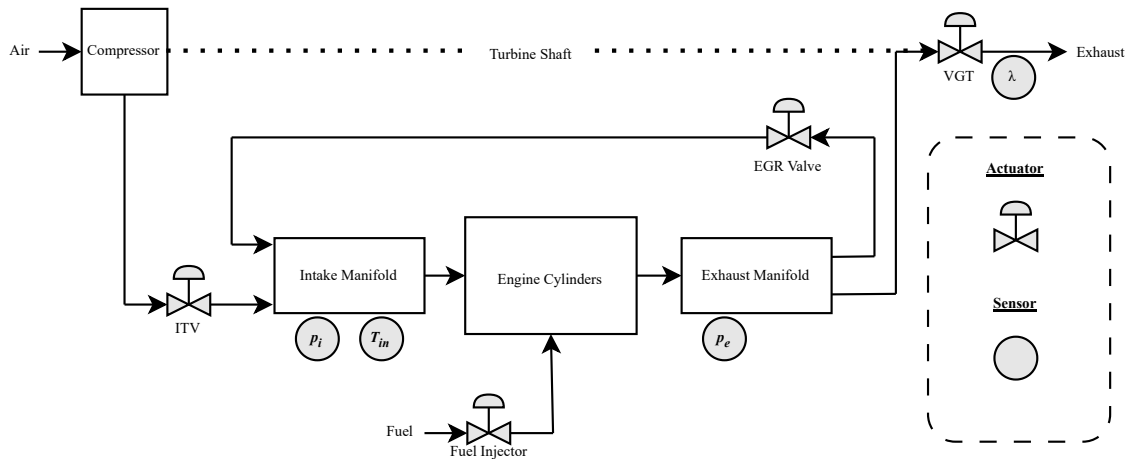 Air
Compressor
Turbine Shaft
VGT
λ
Exhaust
EGR Valve
Actuator
Intake Manifold
Engine Cylinders
Exhaust Manifold
ITV
p_i
T_in
p_e
Sensor
Fuel
Fuel Injector